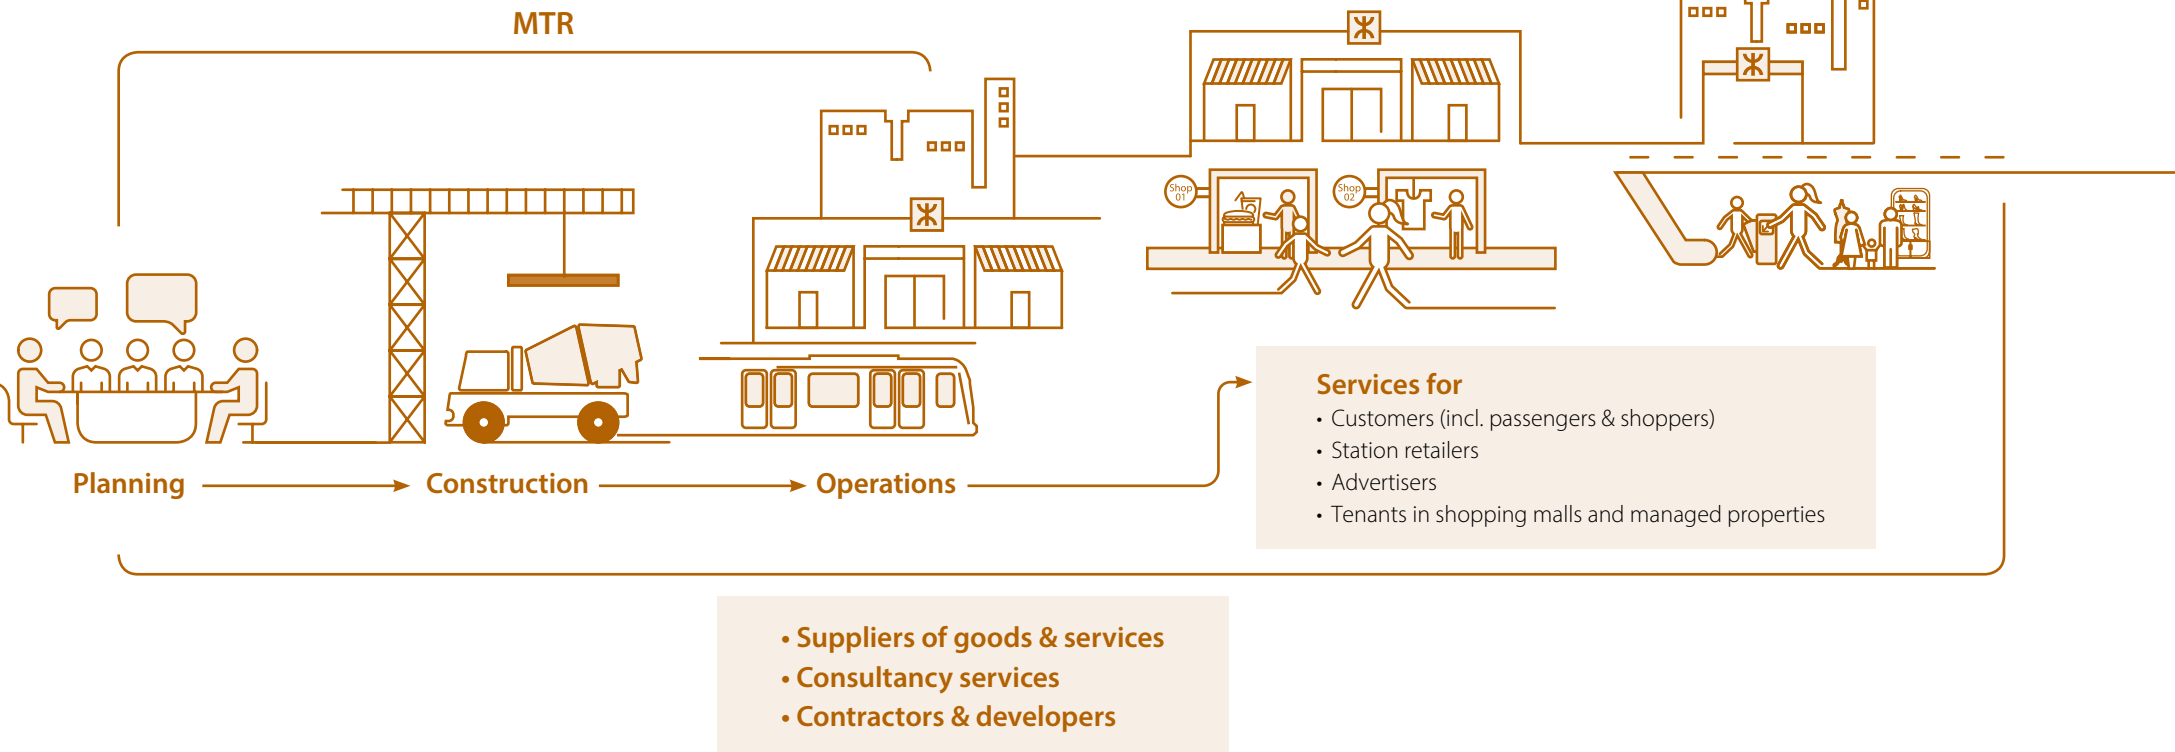 MTR
Shop
01
Shop
02
Planning
Construction
Operations
Services for
• Customers (incl. passengers & shoppers)
• Station retailers
• Advertisers
• Tenants in shopping malls and managed properties
• Suppliers of goods & services
• Consultancy services
• Contractors & developers